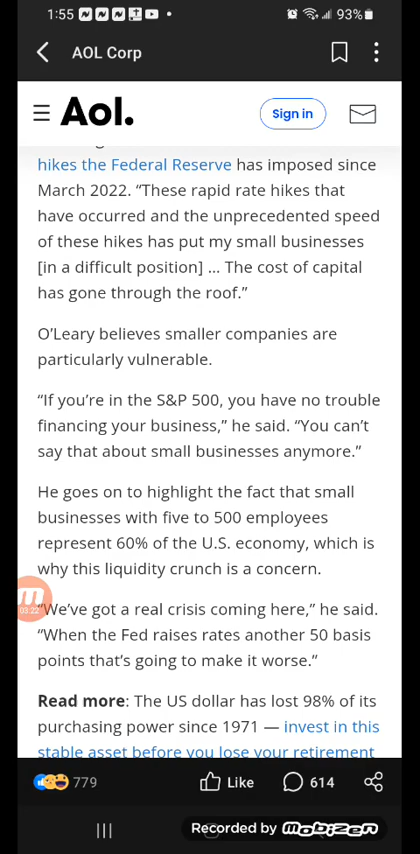 1:55
93%
AOL Corp
Aol.
Sign in
hikes the Federal Reserve has imposed since
March 2022. “These rapid rate hikes that
have occurred and the unprecedented speed
of these hikes has put my small businesses
[in a difficult position] … The cost of capital
has gone through the roof.”
O’Leary believes smaller companies are
particularly vulnerable.
“If you’re in the S&P 500, you have no trouble
financing your business,” he said. “You can’t
say that about small businesses anymore.”
He goes on to highlight the fact that small
businesses with five to 500 employees
represent 60% of the U.S. economy, which is
why this liquidity crunch is a concern.
m
03:22
“We’ve got a real crisis coming here,” he said.
“When the Fed raises rates another 50 basis
points that’s going to make it worse.”
Read more: The US dollar has lost 98% of its
purchasing power since 1971 — invest in this
stable asset before you lose your retirement
779
Like
614
Recorded by mobizen